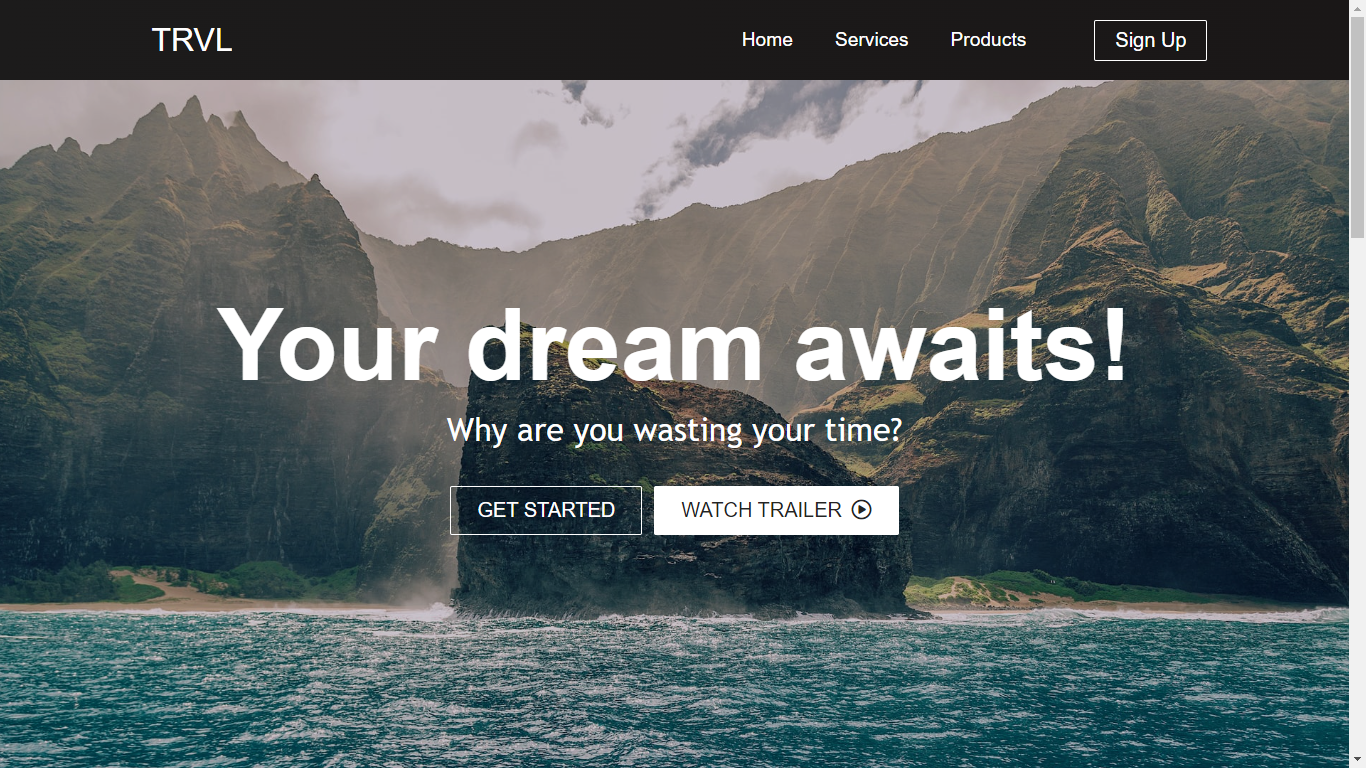 TRVL Home Services Products Sign Up
Your dream awaits!
Why are you wasting your time?
GET STARTED WATCH TRAILER